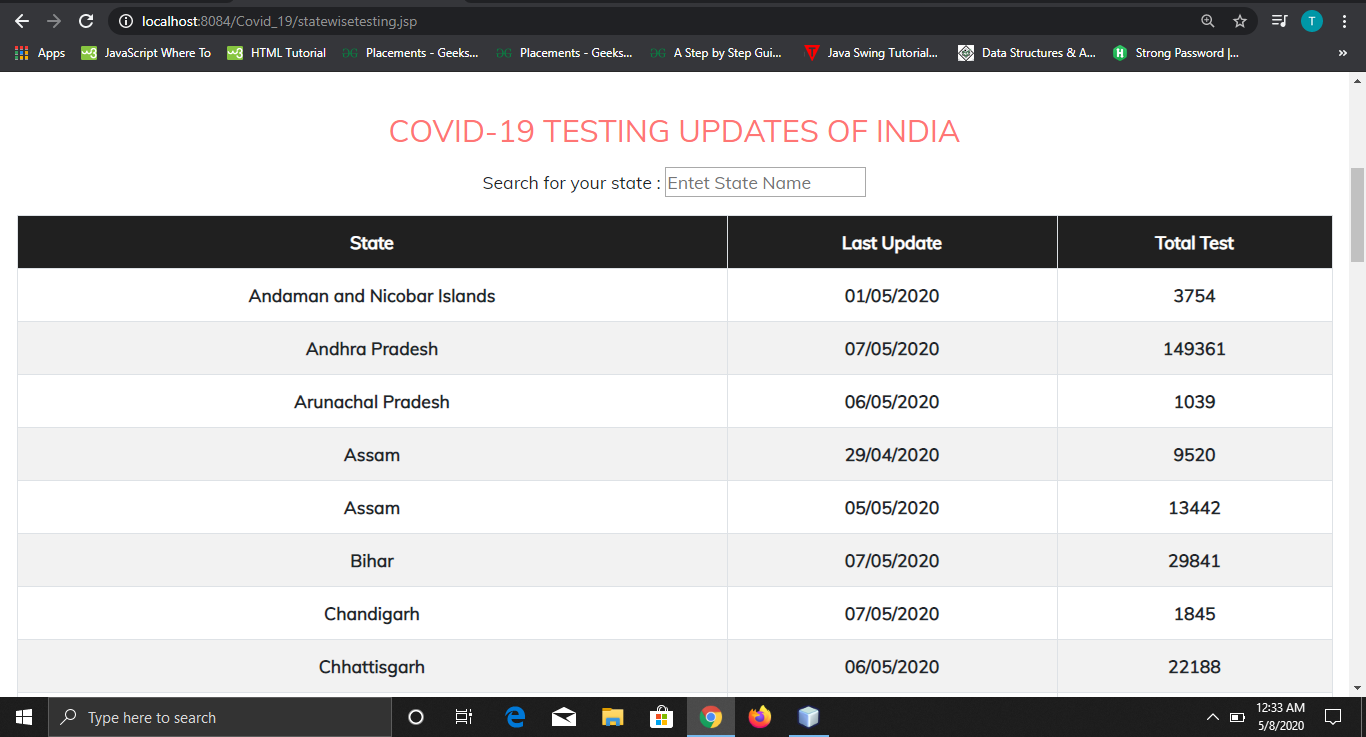 localhost:8084/Covid_19/statewisetesting.jsp
T
Apps JavaScript Where To HTML Tutorial Placements - Geeks... Placements - Geeks... A Step by Step Gui... Java Swing Tutorial... Data Structures & A... Strong Password |... »
COVID-19 TESTING UPDATES OF INDIA
Search for your state : Entet State Name
State Last Update Total Test
Andaman and Nicobar Islands 01/05/2020 3754
Andhra Pradesh 07/05/2020 149361
Arunachal Pradesh 06/05/2020 1039
Assam 29/04/2020 9520
Assam 05/05/2020 13442
Bihar 07/05/2020 29841
Chandigarh 07/05/2020 1845
Chhattisgarh 06/05/2020 22188
Type here to search
12:33 AM
5/8/2020